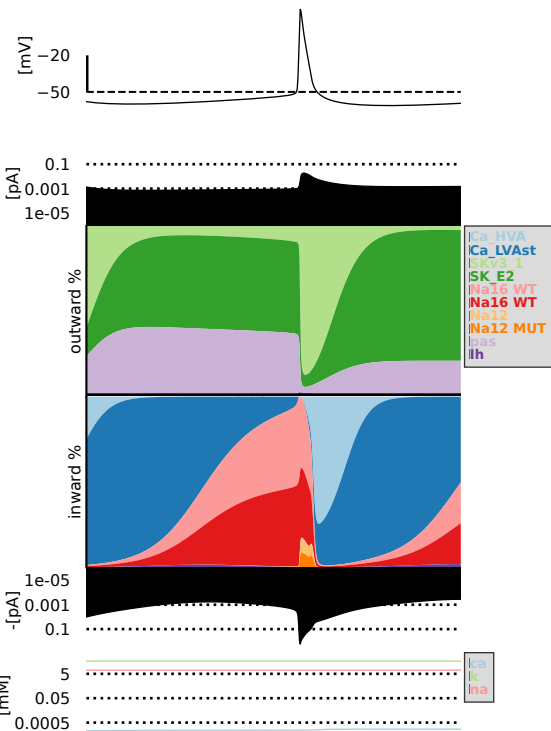 [mV]
−20
−50
[pA]
0.1
0.001
1e-05
outward %
Ca_HVA
Ca_LVAst
SKv3_1
SK_E2
Na16 WT
Na16 WT
Na12
Na12 MUT
pas
Ih
inward %
-[pA]
1e-05
0.001
0.1
[mM]
5
0.05
0.0005
ca
k
na